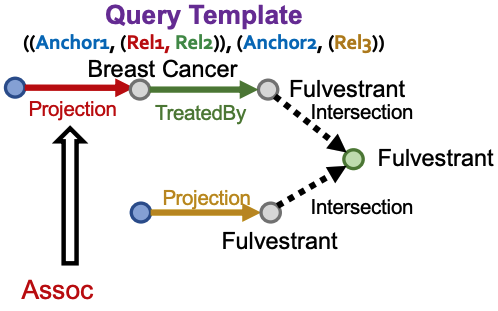 Query Template
((Anchor1, (Rel1, Rel2)), (Anchor2, (Rel3))
Breast Cancer
Fulvestrant
Projection
TreatedBy
Intersection
Fulvestrant
Projection
Intersection
Fulvestrant
Assoc